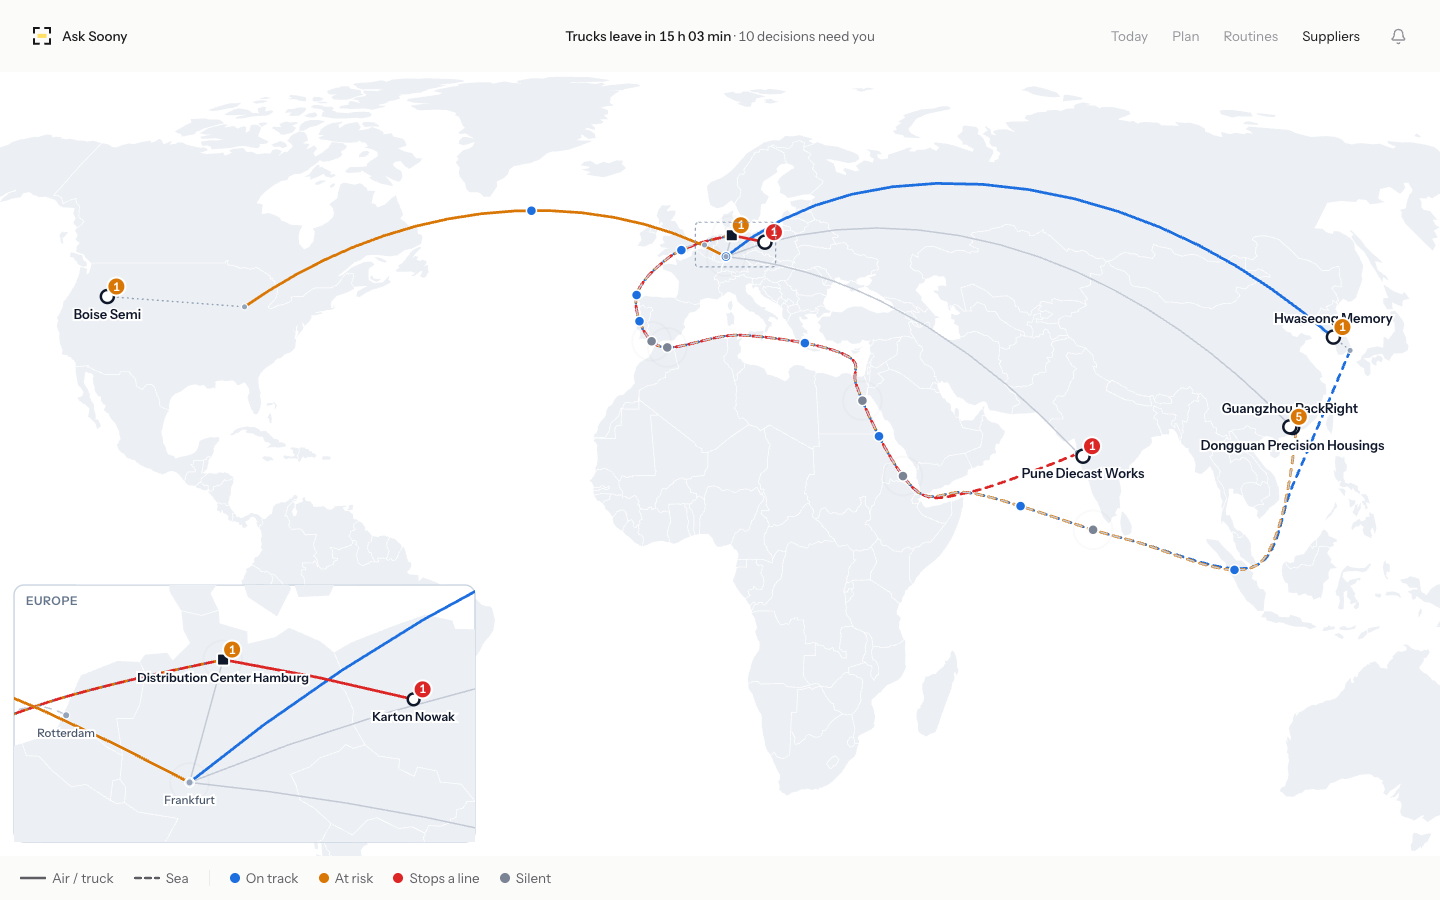 Ask Soony
Trucks leave in 15 h 03 min · 10 decisions need you
Today
Plan
Routines
Suppliers
1
1
1
Boise Semi
Hwaseong Memory
1
Guangzhou PackRight
5
Dongguan Precision Housings
1
Pune Diecast Works
EUROPE
1
Distribution Center Hamburg
1
Karton Nowak
Rotterdam
Frankfurt
Air / truck
Sea
On track
At risk
Stops a line
Silent